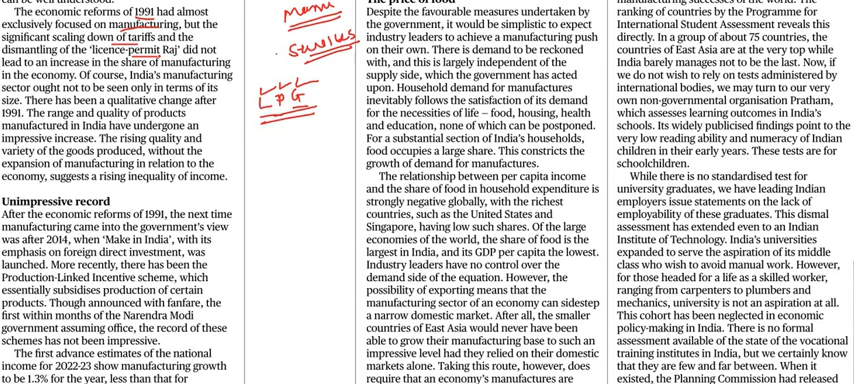 The economic reforms of 1991 had almost
exclusively focused on manufacturing, but the
significant scaling down of tariffs and the
dismantling of the 'licence-permit Raj' did not
lead to an increase in the share of manufacturing
in the economy. Of course, India's manufacturing
sector ought not to be seen only in terms of its
size. There has been a qualitative change after
1991. The range and quality of products
manufactured in India have undergone an
impressive increase. The rising quality and
variety of the goods produced, without the
expansion of manufacturing in relation to the
economy, suggests a rising inequality of income.
Unimpressive record
After the economic reforms of 1991, the next time
manufacturing came into the government's view
was after 2014, when 'Make in India', with its
emphasis on foreign direct investment, was
launched. More recently, there has been the
Production-Linked Incentive scheme, which
essentially subsidises production of certain
products. Though announced with fanfare, the
first within months of the Narendra Modi
government assuming office, the record of these
schemes has not been impressive.
The first advance estimates of the national
income for 2022-23 show manufacturing growth
to be 1.3% for the year, less than that for
manu
services
LPG
The price of food
Despite the favourable measures undertaken by
the government, it would be simplistic to expect
industry leaders to achieve a manufacturing push
on their own. There is demand to be reckoned
with, and this is largely independent of the
supply side, which the government has acted
upon. Household demand for manufactures
inevitably follows the satisfaction of its demand
for the necessities of life – food, housing, health
and education, none of which can be postponed.
For a substantial section of India's households,
food occupies a large share. This constricts the
growth of demand for manufactures.
The relationship between per capita income
and the share of food in household expenditure is
strongly negative globally, with the richest
countries, such as the United States and
Singapore, having low such shares. Of the large
economies of the world, the share of food is the
largest in India, and its GDP per capita the lowest.
Industry leaders have no control over the
demand side of the equation. However, the
possibility of exporting means that the
manufacturing sector of an economy can sidestep
a narrow domestic market. After all, the smaller
countries of East Asia would never have been
able to grow their manufacturing base to such an
impressive level had they relied on their domestic
markets alone. Taking this route, however, does
require that an economy's manufactures are
ranking of countries by the Programme for
International Student Assessment reveals this
directly. In a group of about 75 countries, the
countries of East Asia are at the very top while
India barely manages not to be the last. Now, if
we do not wish to rely on tests administered by
international bodies, we may turn to our very
own non-governmental organisation Pratham,
which assesses learning outcomes in India's
schools. Its widely publicised findings point to the
very low reading ability and numeracy of Indian
children in their early years. These tests are for
schoolchildren.
While there is no standardised test for
university graduates, we have leading Indian
employers issue statements on the lack of
employability of these graduates. This dismal
assessment has extended even to an Indian
Institute of Technology. India's universities
expanded to serve the aspiration of its middle
class who wish to avoid manual work. However,
for those headed for a life as a skilled worker,
ranging from carpenters to plumbers and
mechanics, university is not an aspiration at all.
This cohort has been neglected in economic
policy-making in India. There is no formal
assessment available of the state of the vocational
training institutes in India, but we certainly know
that they are few and far between. When it
existed, the Planning Commission had released